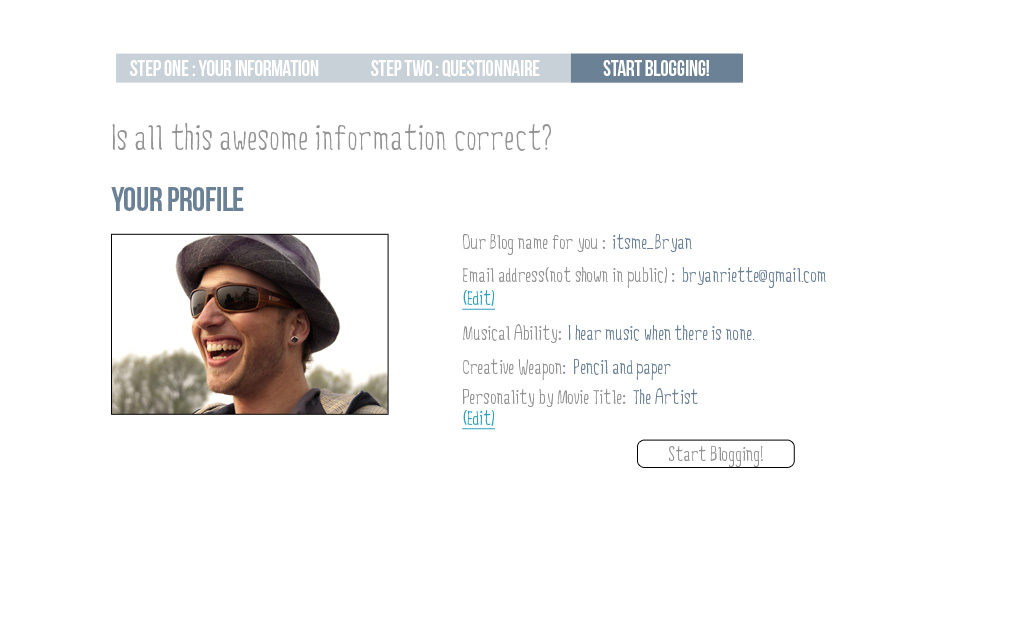 STEP ONE : YOUR INFORMATION STEP TWO : QUESTIONNAIRE START BLOGGING!
Is all this awesome information correct?
YOUR PROFILE
Our Blog name for you : itsme_Bryan
Email address(not shown in public) : bryanriette@gmail.com
(Edit)
Musical Ability: I hear music when there is none.
Creative Weapon: Pencil and paper
Personality by Movie Title: The Artist
(Edit)
Start Blogging!